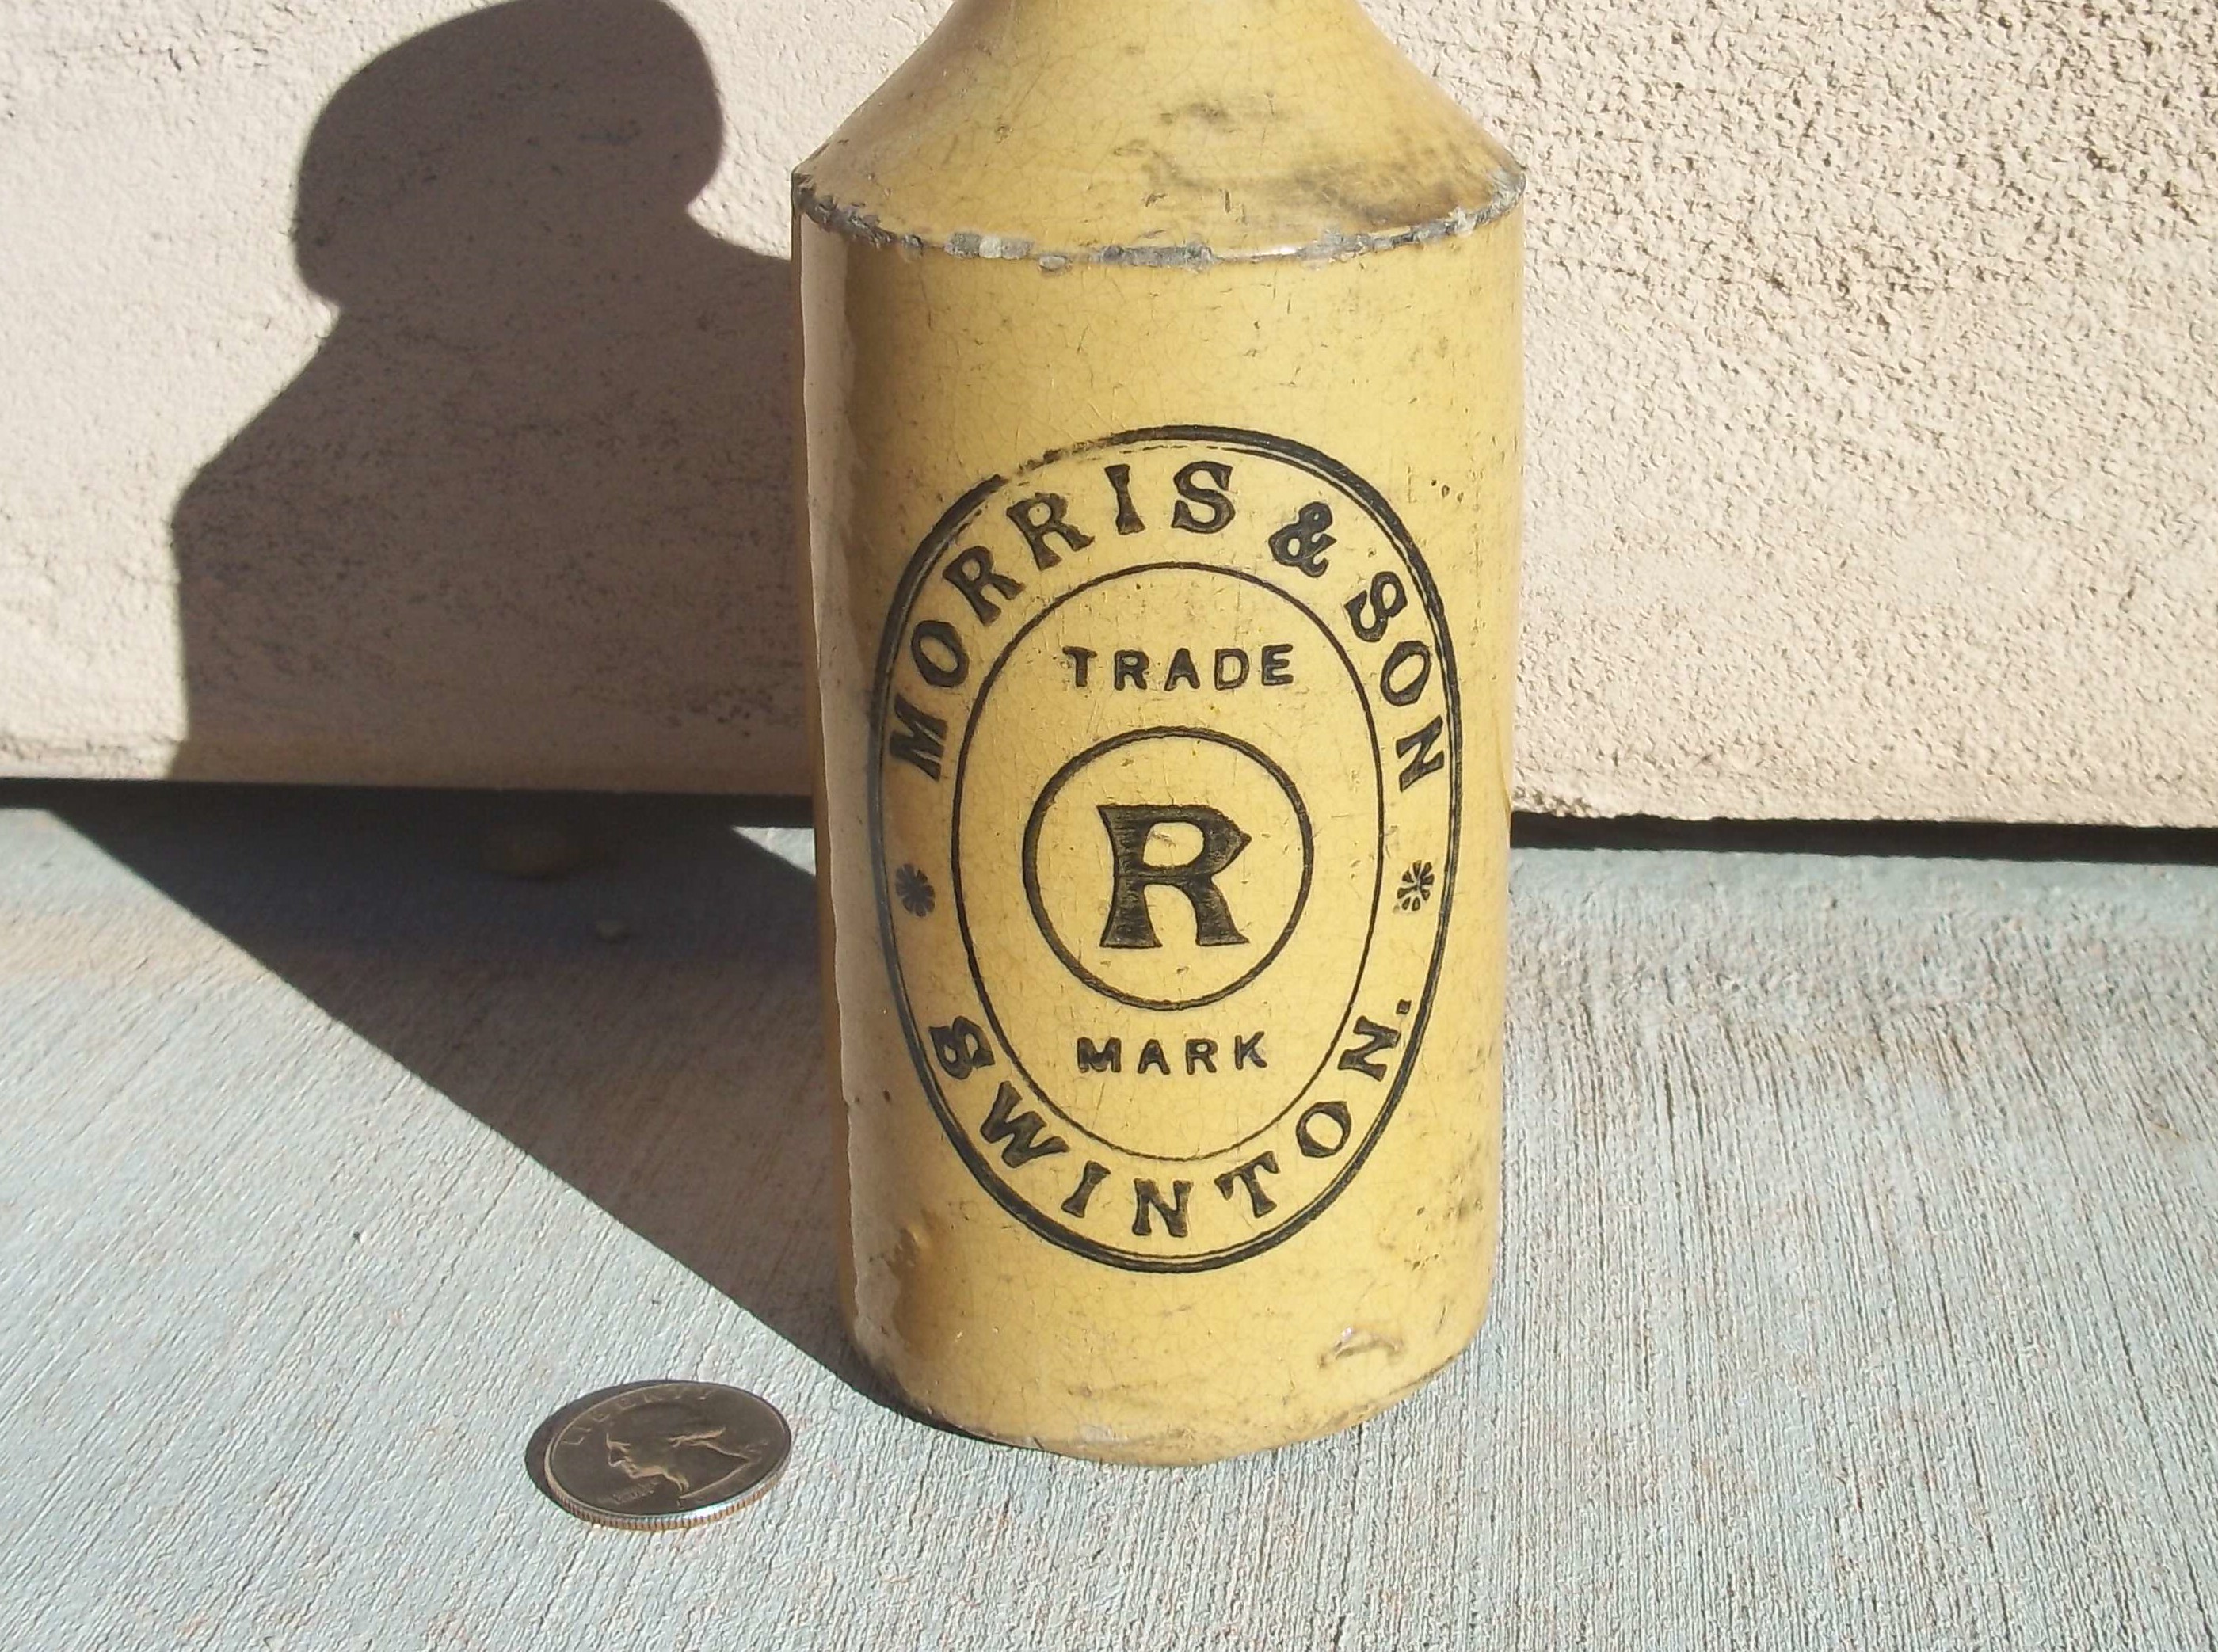 MORRIS & SON
TRADE
R
MARK
SWINTON.
LIBERTY